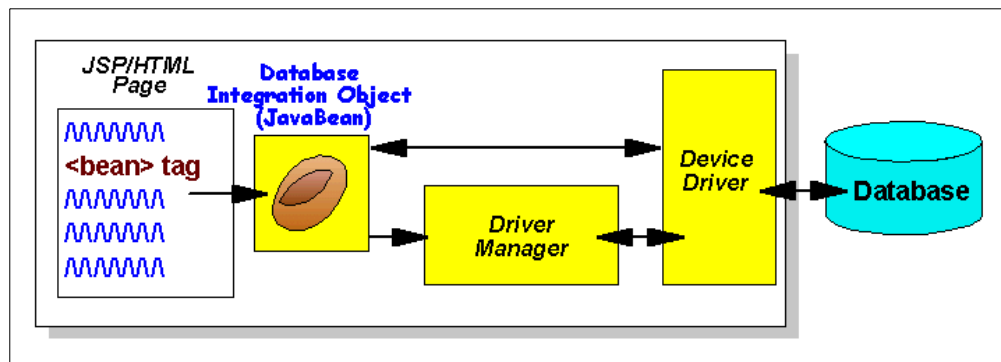 JSP/HTML
Page
<bean> tag
Database
Integration Object
(JavaBean)
Driver
Manager
Device
Driver
Database